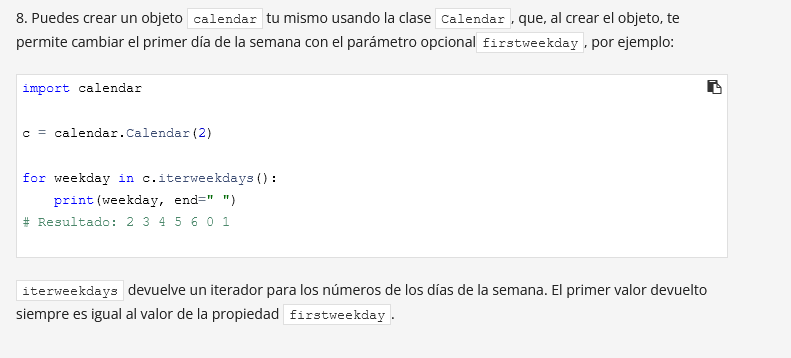 8. Puedes crear un objeto calendar tu mismo usando la clase Calendar, que, al crear el objeto, te
permite cambiar el primer día de la semana con el parámetro opcional firstweekday, por ejemplo:
import calendar
c = calendar.Calendar(2)
for weekday in c.iterweekdays():
    print(weekday, end=" ")
# Resultado: 2 3 4 5 6 0 1
iterweekdays devuelve un iterador para los números de los días de la semana. El primer valor devuelto
siempre es igual al valor de la propiedad firstweekday.